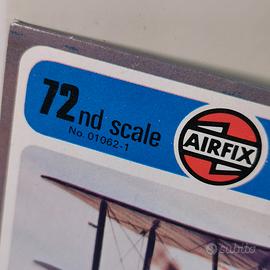 72nd scale
No 01062-1
AIRFIX
subito